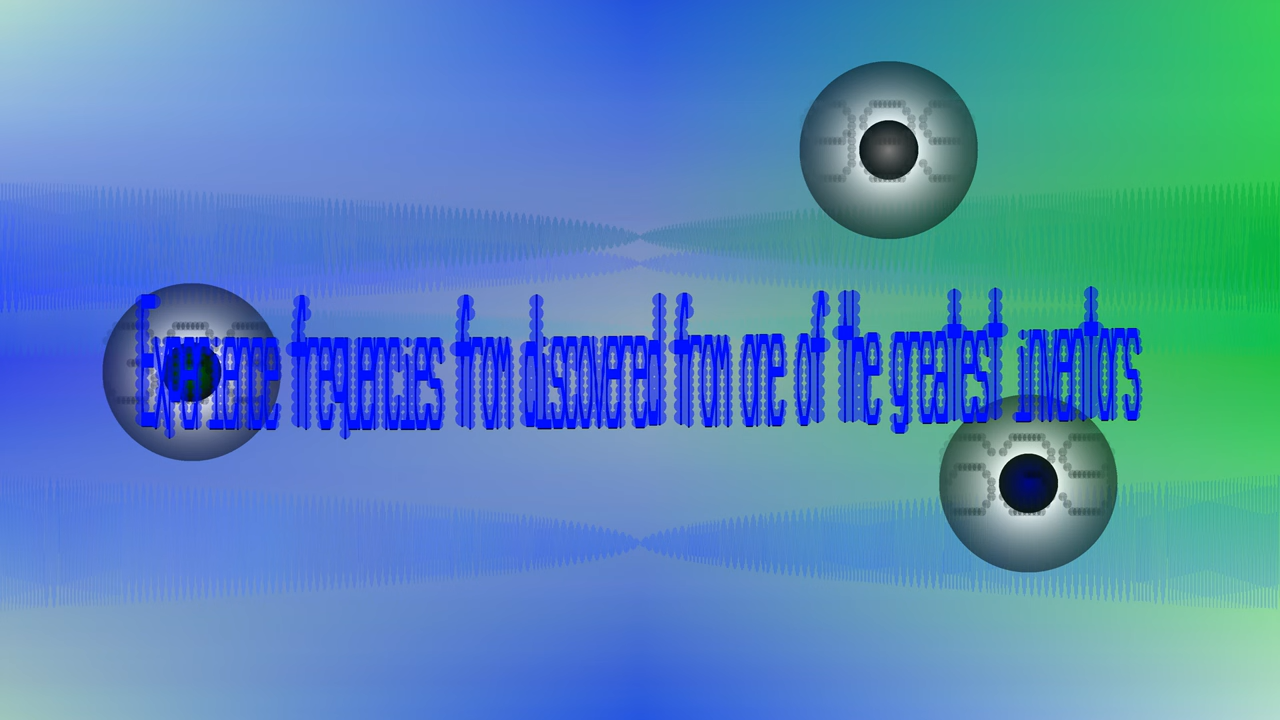 Experience frequencies from discovered from one of the greatest inventors